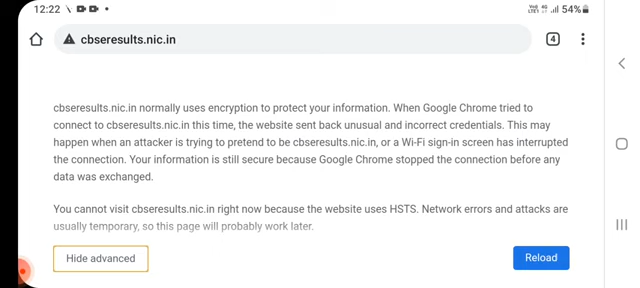 12:22
54%
cbseresults.nic.in
4
cbseresults.nic.in normally uses encryption to protect your information. When Google Chrome tried to
connect to cbseresults.nic.in this time, the website sent back unusual and incorrect credentials. This may
happen when an attacker is trying to pretend to be cbseresults.nic.in, or a Wi-Fi sign-in screen has interrupted
the connection. Your information is still secure because Google Chrome stopped the connection before any
data was exchanged.
You cannot visit cbseresults.nic.in right now because the website uses HSTS. Network errors and attacks are
usually temporary, so this page will probably work later.
Hide advanced
Reload